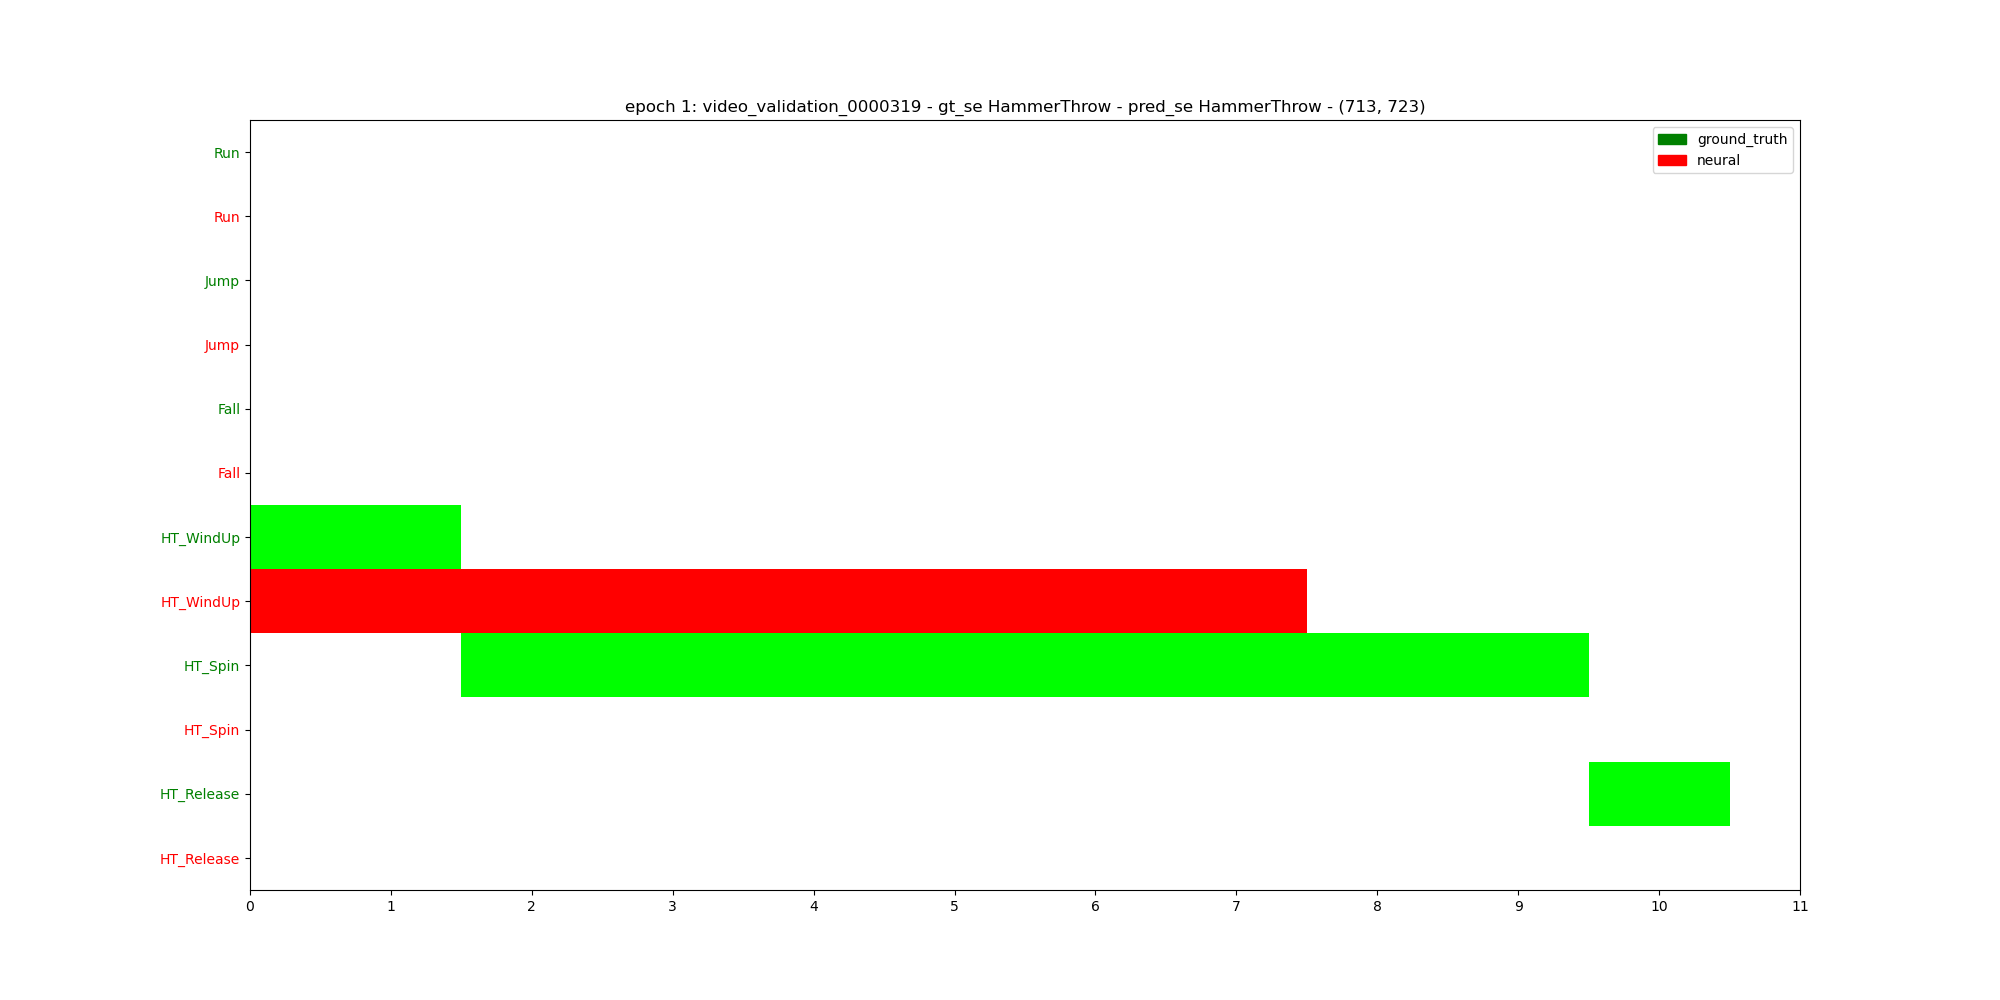 epoch 1: video_validation_0000319 - gt_se HammerThrow - pred_se HammerThrow - (713, 723)
ground_truth
neural
Run
Run
Jump
Jump
Fall
Fall
HT_WindUp
HT_WindUp
HT_Spin
HT_Spin
HT_Release
HT_Release
0 1 2 3 4 5 6 7 8 9 10 11